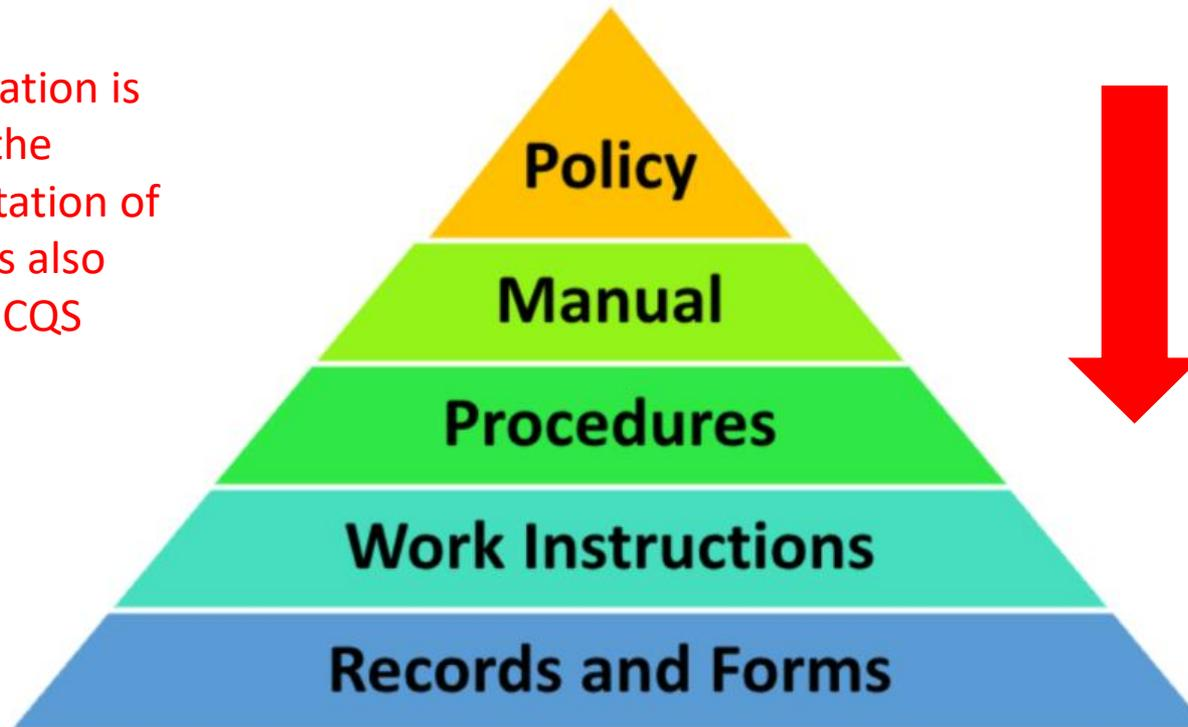 ation is
the
tation of
s also
CQS
Policy
Manual
Procedures
Work Instructions
Records and Forms